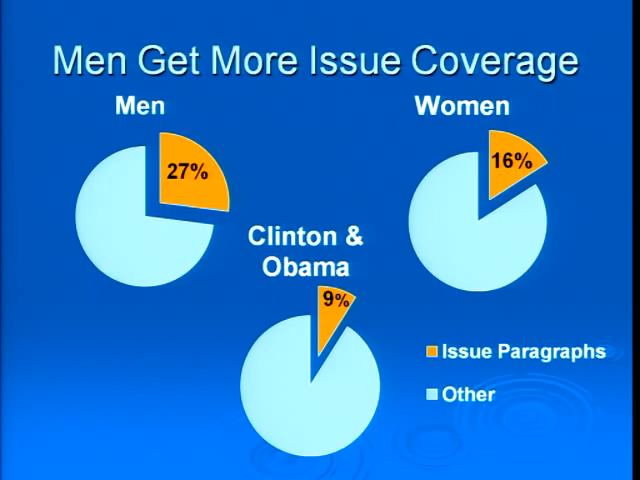 Men Get More Issue Coverage
Men
Women
27%
16%
Clinton &
Obama
9%
Issue Paragraphs
Other